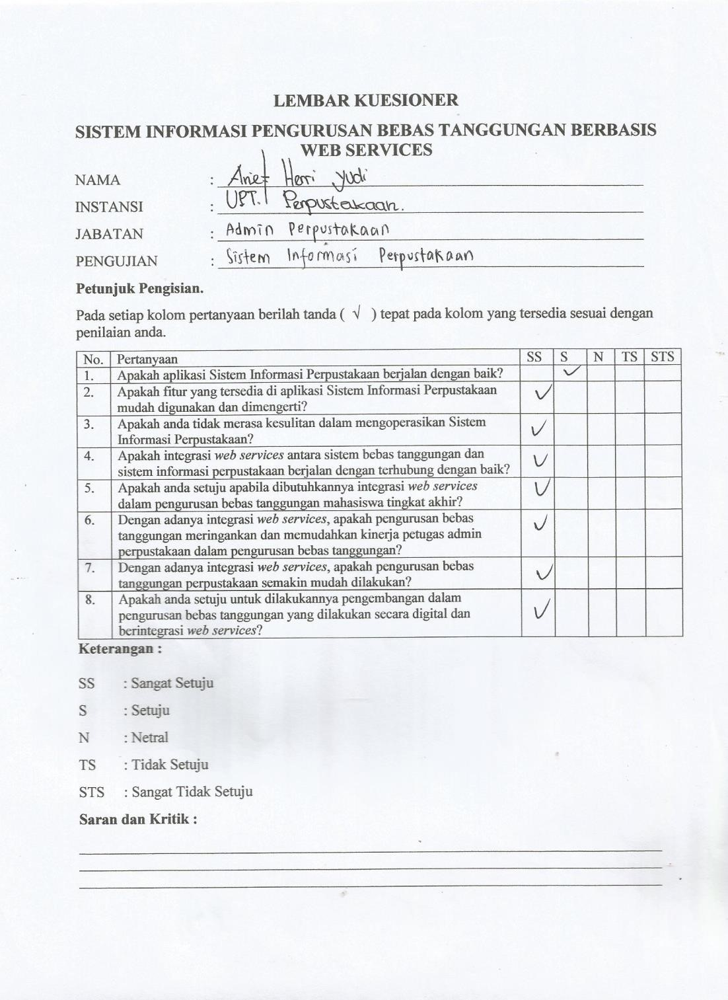 LEMBAR KUESIONER
SISTEM INFORMASI PENGURUSAN BEBAS TANGGUNGAN BERBASIS
WEB SERVICES
NAMA : Arief Herri Yudi
INSTANSI : UPT. Perpustakaan.
JABATAN : Admin Perpustakaan
PENGUJIAN : Sistem Informasi Perpustakaan
Petunjuk Pengisian.
Pada setiap kolom pertanyaan berilah tanda ( √ ) tepat pada kolom yang tersedia sesuai dengan
penilaian anda.
No. Pertanyaan SS S N TS STS
1. Apakah aplikasi Sistem Informasi Perpustakaan berjalan dengan baik? ✓
2. Apakah fitur yang tersedia di aplikasi Sistem Informasi Perpustakaan ✓
mudah digunakan dan dimengerti?
3. Apakah anda tidak merasa kesulitan dalam mengoperasikan Sistem ✓
Informasi Perpustakaan?
4. Apakah integrasi web services antara sistem bebas tanggungan dan ✓
sistem informasi perpustakaan berjalan dengan terhubung dengan baik?
5. Apakah anda setuju apabila dibutuhkannya integrasi web services ✓
dalam pengurusan bebas tanggungan mahasiswa tingkat akhir?
6. Dengan adanya integrasi web services, apakah pengurusan bebas ✓
tanggungan meringankan dan memudahkan kinerja petugas admin
perpustakaan dalam pengurusan bebas tanggungan?
7. Dengan adanya integrasi web services, apakah pengurusan bebas ✓
tanggungan perpustakaan semakin mudah dilakukan?
8. Apakah anda setuju untuk dilakukannya pengembangan dalam ✓
pengurusan bebas tanggungan yang dilakukan secara digital dan
berintegrasi web services?
Keterangan :
SS : Sangat Setuju
S : Setuju
N : Netral
TS : Tidak Setuju
STS : Sangat Tidak Setuju
Saran dan Kritik :